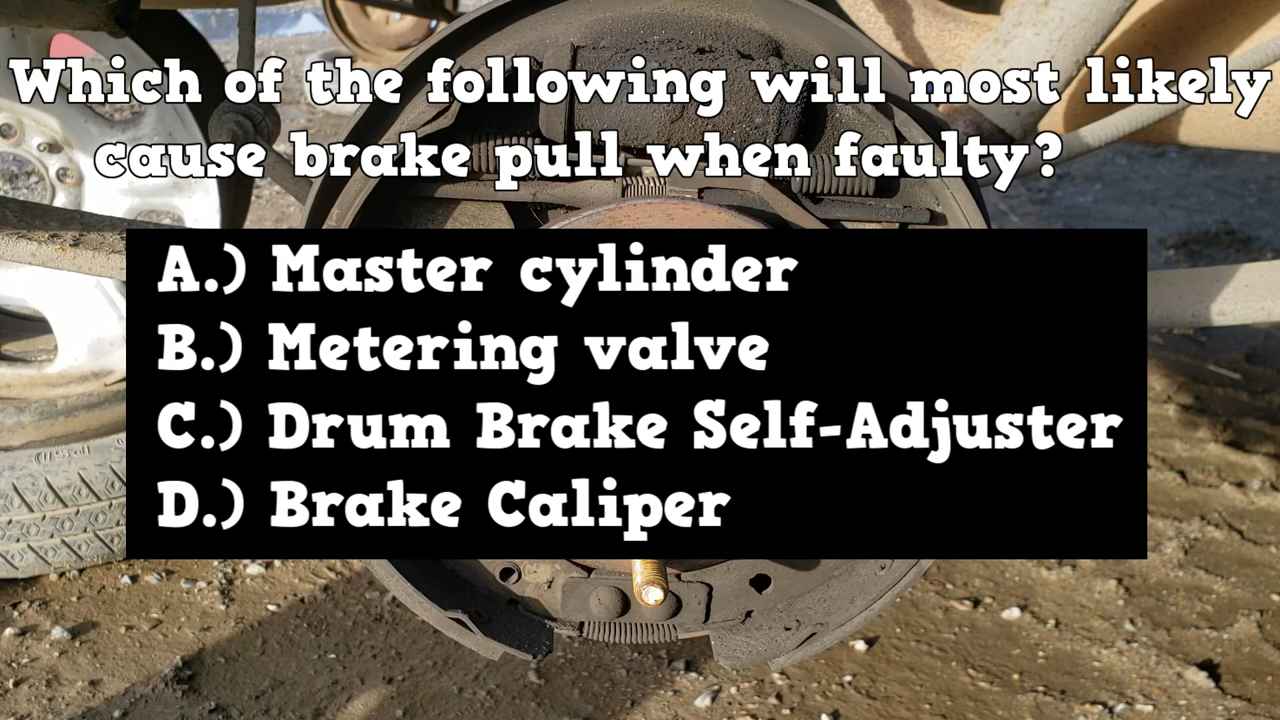 Which of the following will most likely
cause brake pull when faulty?
A.) Master cylinder
B.) Metering valve
C.) Drum Brake Self-Adjuster
D.) Brake Caliper